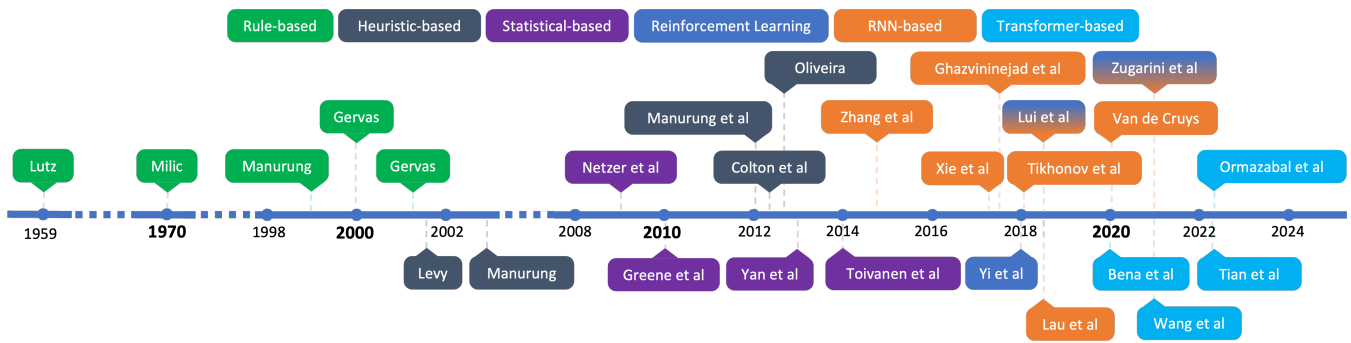 Rule-based
Heuristic-based
Statistical-based
Reinforcement Learning
RNN-based
Transformer-based
Oliveira
Ghazvininejad et al
Zugarini et al
Gervas
Manurung et al
Zhang et al
Lui et al
Van de Cruys
Lutz
Milic
Manurung
Gervas
Netzer et al
Colton et al
Xie et al
Tikhonov et al
Ormazabal et al
1959
1970
1998
2000
2002
2008
2010
2012
2014
2016
2018
2020
2022
2024
Levy
Manurung
Greene et al
Yan et al
Toivanen et al
Yi et al
Bena et al
Tian et al
Lau et al
Wang et al